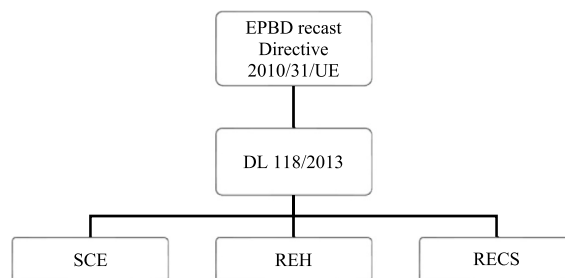 EPBD recast
Directive
2010/31/UE
DL 118/2013
SCE
REH
RECS